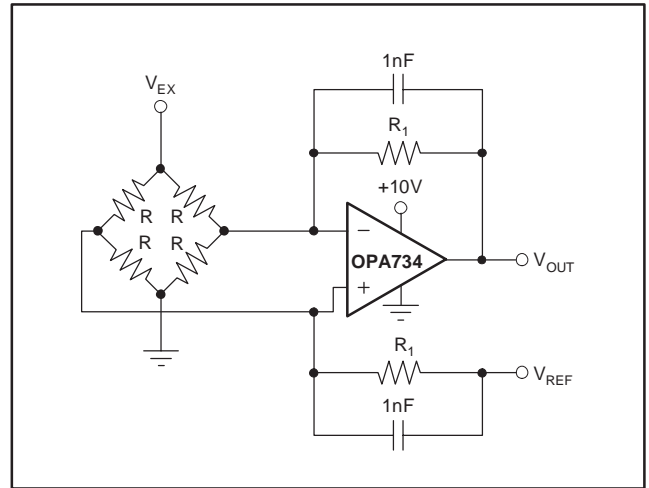 1nF
V_EX
R_1
+10V
R R
R R
−
OPA734
+
V_OUT
R_1
V_REF
1nF